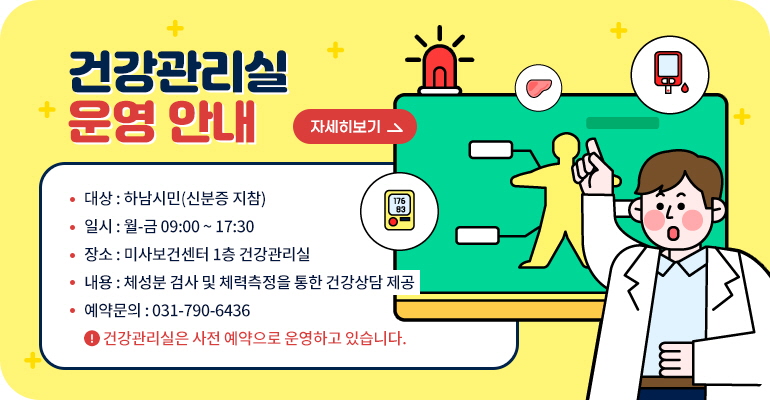 건강관리실
운영 안내
자세히보기
대상 : 하남시민(신분증 지참)
일시 : 월-금 09:00 ~ 17:30
장소 : 미사보건센터 1층 건강관리실
내용 : 체성분 검사 및 체력측정을 통한 건강상담 제공
예약문의 : 031-790-6436
! 건강관리실은 사전 예약으로 운영하고 있습니다.
176
83